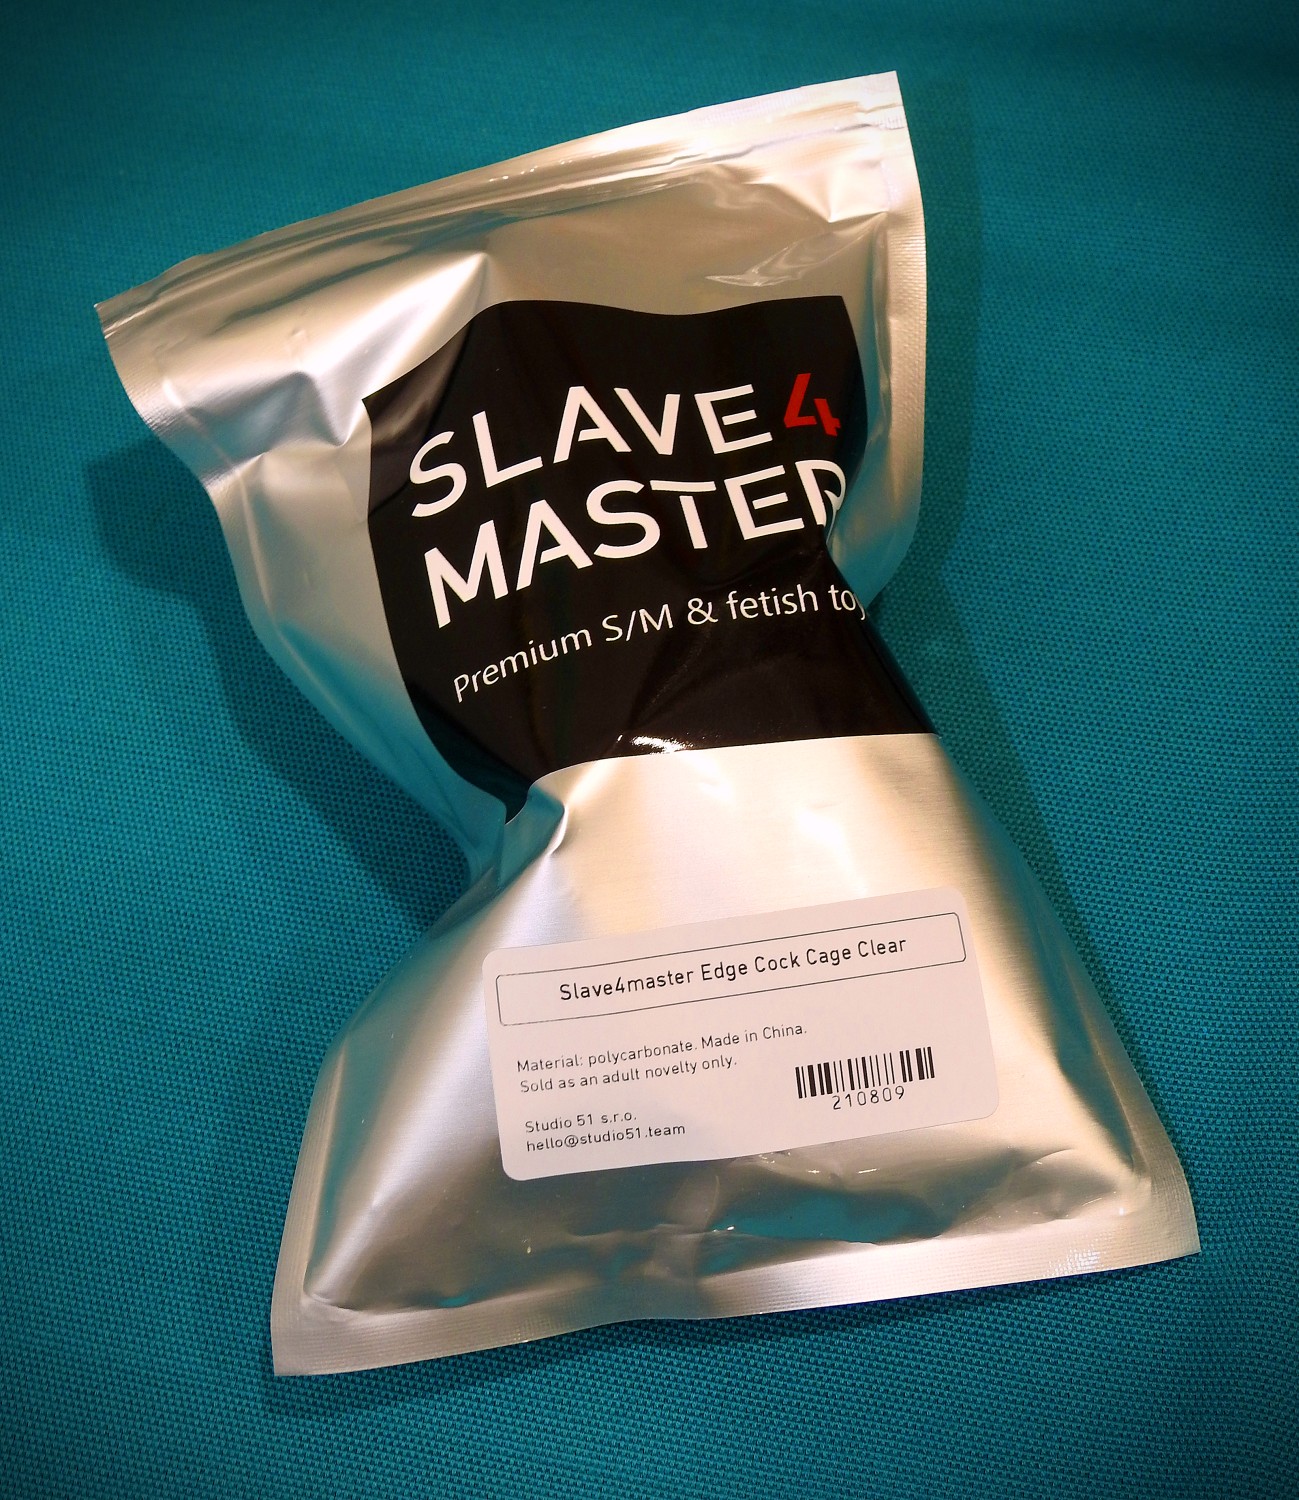 SLAVE4
MASTER
Premium S/M & fetish
Slave4master Edge Cock Cage Clear
Material: polycarbonate. Made in China.
Sold as an adult novelty only.
210809
Studio 51 s.r.o.
hello@studio51.team